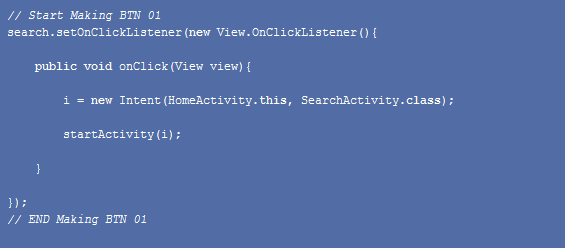 // Start Making BTN 01
search.setOnClickListener(new View.OnClickListener(){
public void onClick(View view){
i = new Intent(HomeActivity.this, SearchActivity.class);
startActivity(i);
}
});
// END Making BTN 01